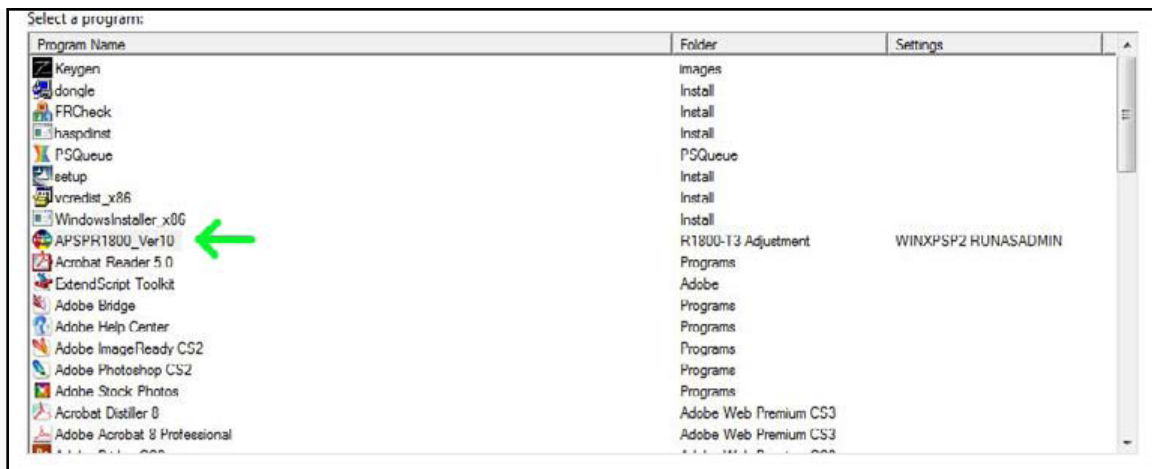 Select a program:
Program Name Folder Settings
Keygen images
dongle Install
FRCheck Install
haspdinst Install
PSQueue PSQueue
setup Install
vcredist_x86 Install
WindowsInstaller_x86 Install
APSPR1800_Ver10 R1800-T3 Adjustment WINXPSP2 RUNASADMIN
Acrobat Reader 5.0 Programs
ExtendScript Toolkit Adobe
Adobe Bridge Programs
Adobe Help Center Programs
Adobe ImageReady CS2 Programs
Adobe Photoshop CS2 Programs
Adobe Stock Photos Programs
Acrobat Distiller 8 Adobe Web Premium CS3
Adobe Acrobat 8 Professional Adobe Web Premium CS3